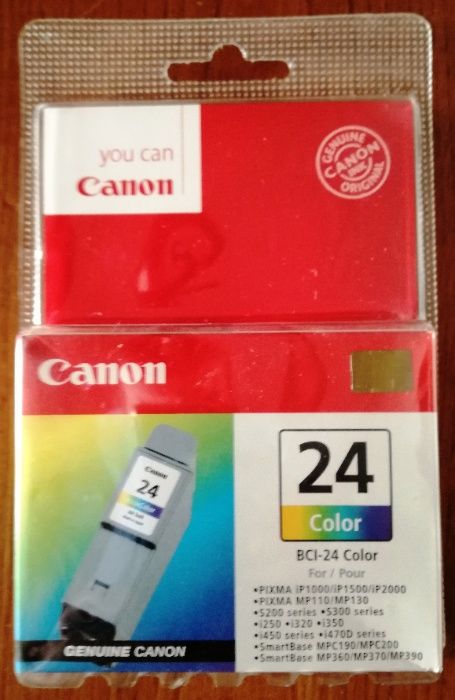 you can
Canon
GENUINE
CANON
INK
ORIGINAL
Canon
Canon
24
Color
24
Color
BCI-24 Color
For / Pour
•PIXMA iP1000/iP1500/iP2000
•PIXMA MP110/MP130
•S200 series •S300 series
•i250 •i320 •i350
•i450 series •i470D series
•SmartBase MPC190/MPC200
•SmartBase MP360/MP370/MP390
GENUINE CANON